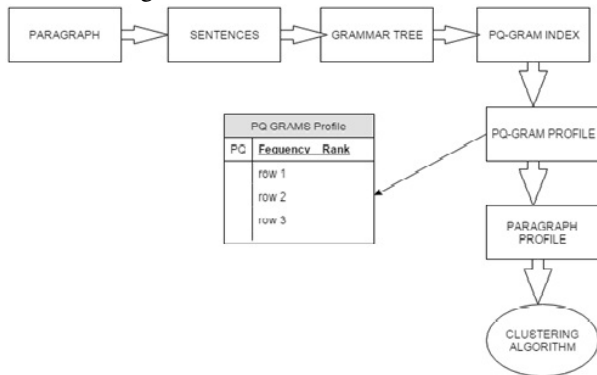 PARAGRAPH
SENTENCES
GRAMMAR TREE
PQ-GRAM INDEX
PQ GRAMS Profile
PQ Fequency Rank
row 1
row 2
row 3
PQ-GRAM PROFILE
PARAGRAPH
PROFILE
CLUSTERING
ALGORITHM